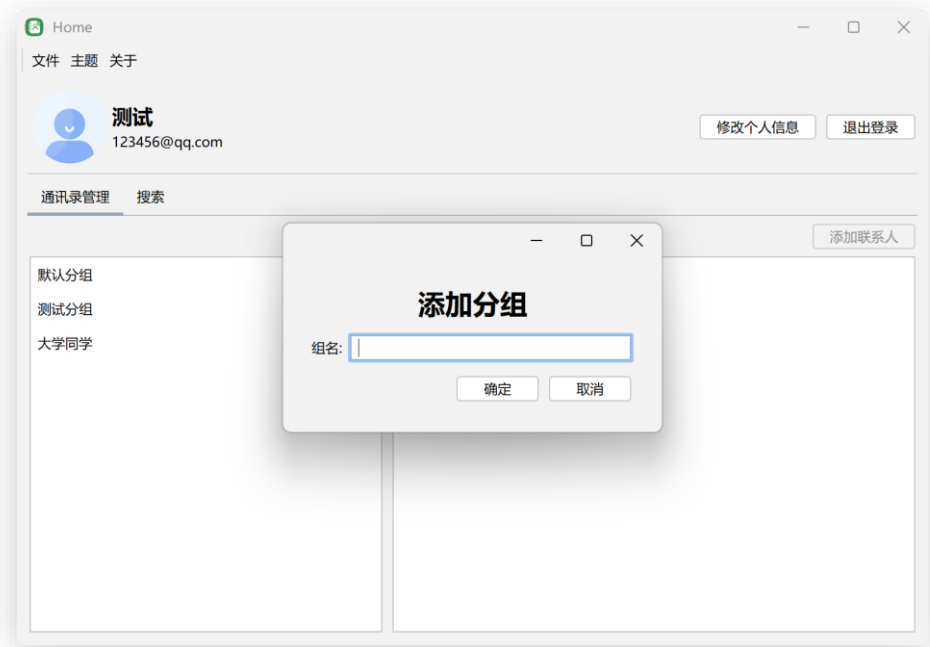 Home
文件 主题 关于
测试
123456@qq.com
修改个人信息 退出登录
通讯录管理 搜索
添加联系人
默认分组
测试分组
大学同学
添加分组
组名:
确定 取消